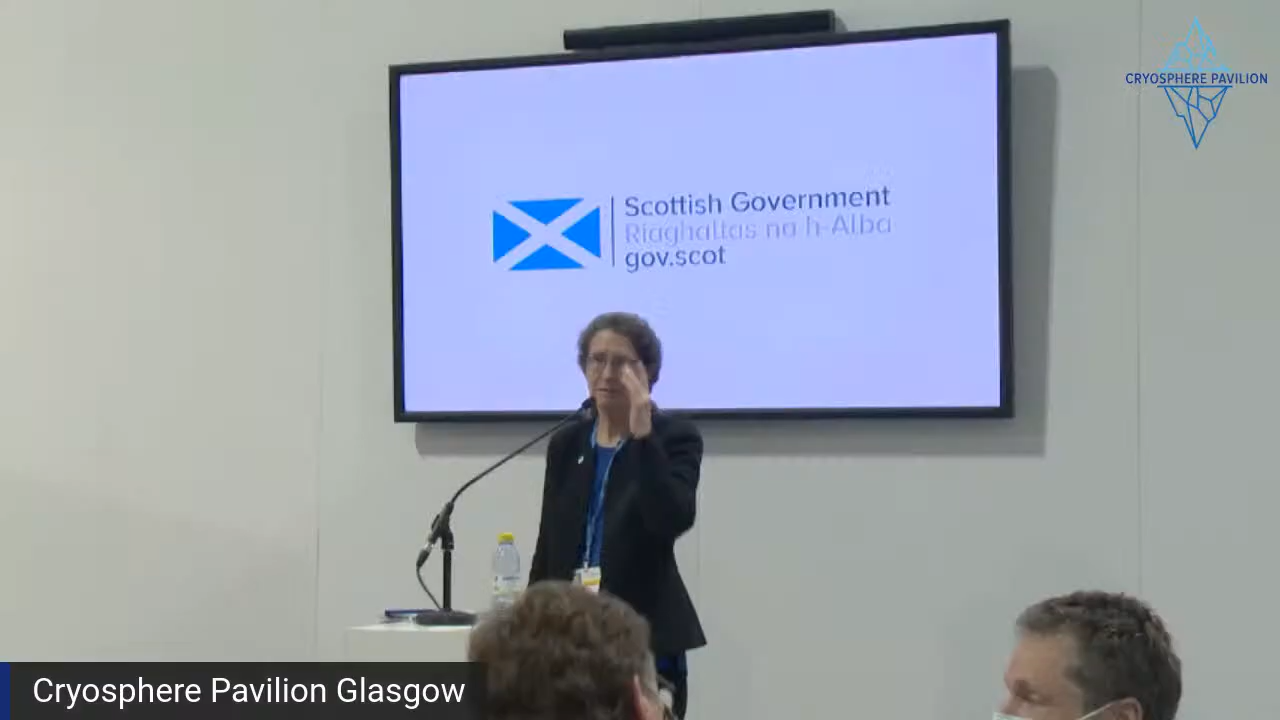 CRYOSPHERE PAVILION
Scottish Government
Riaghaltas na h-Alba
gov.scot
Cryosphere Pavilion Glasgow